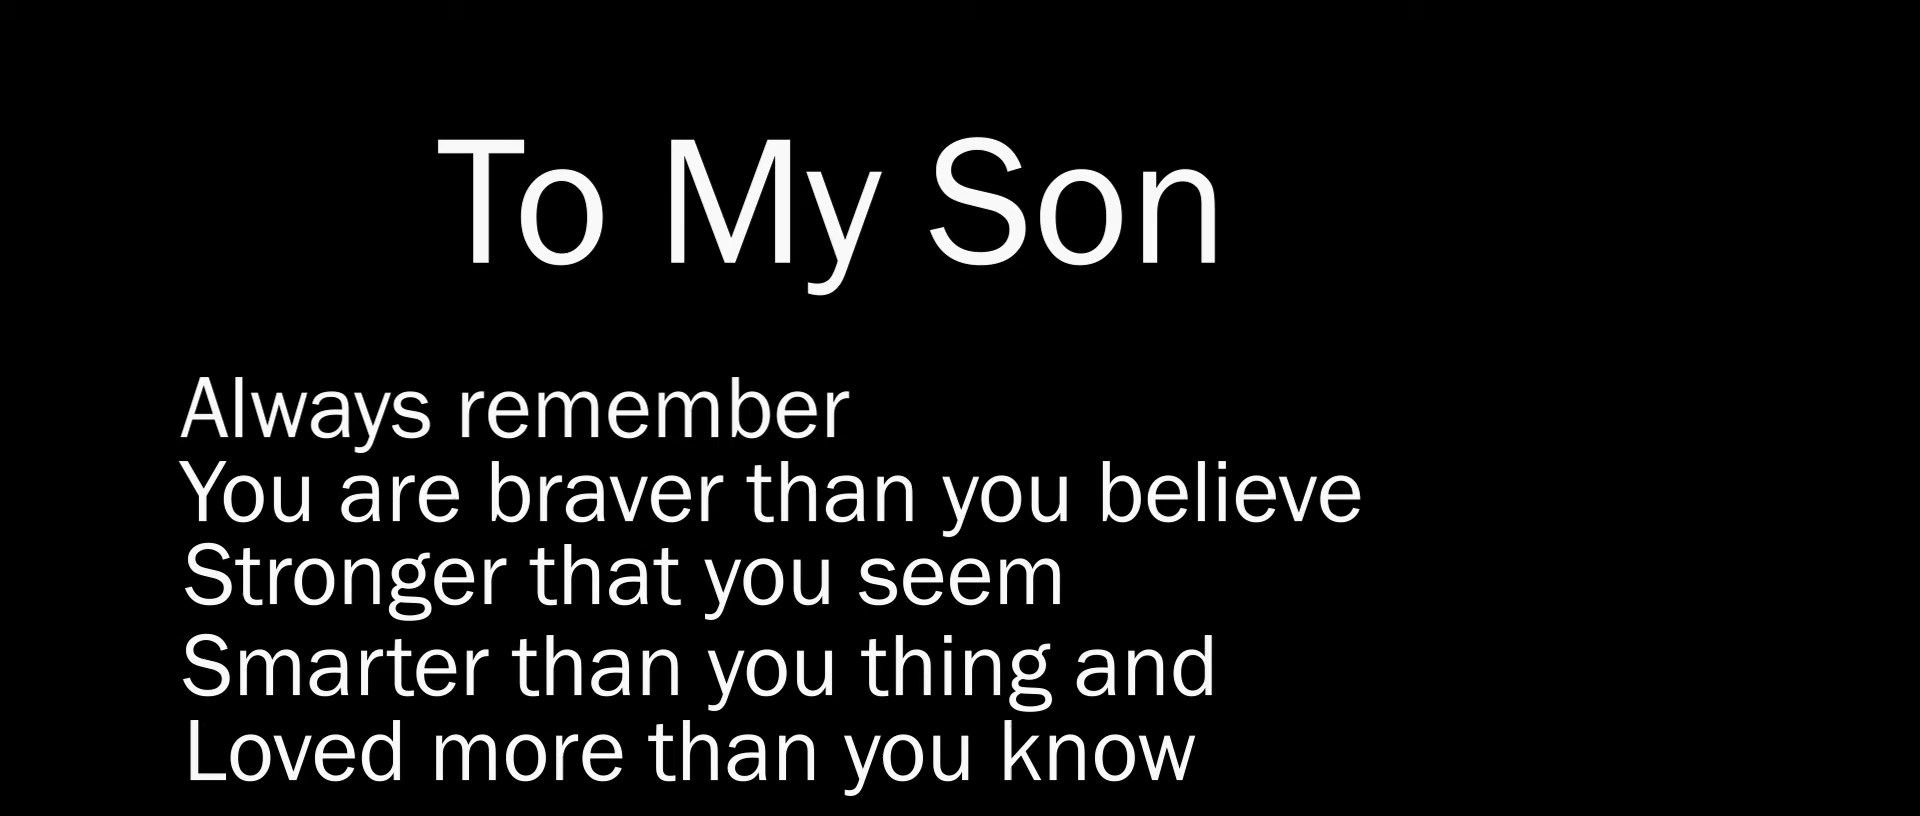 To My Son
Always remember
You are braver than you believe
Stronger that you seem
Smarter than you thing and
Loved more than you know